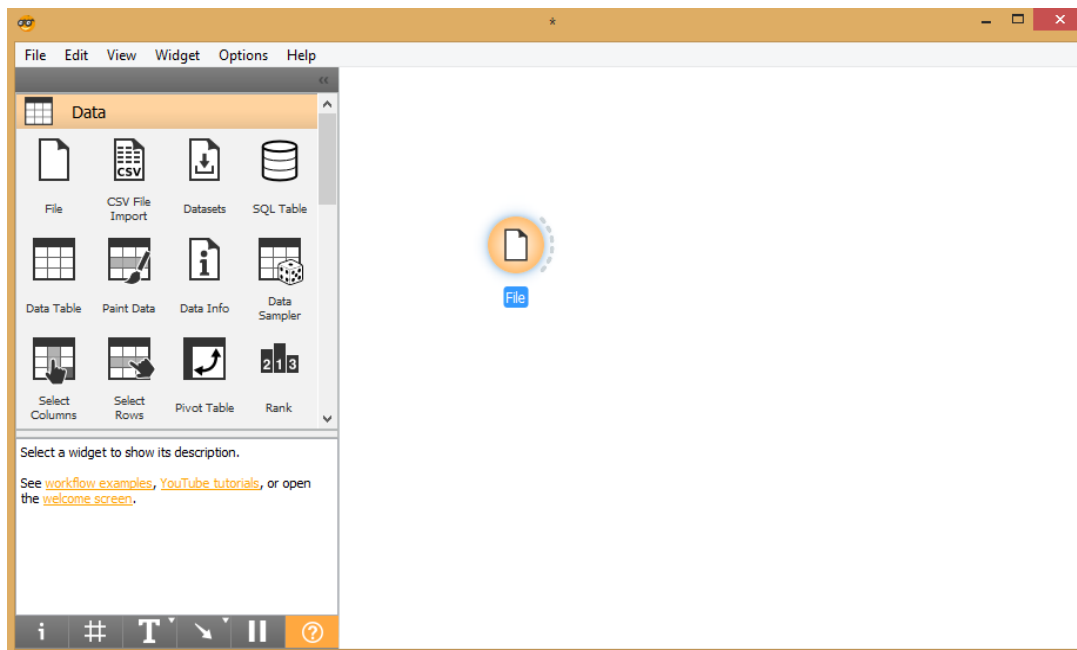 *
File Edit View Widget Options Help
«
Data
CSV
File
CSV File
Import
Datasets
SQL Table
i
Data Table
Paint Data
Data Info
Data
Sampler
2 1 3
Select
Columns
Select
Rows
Pivot Table
Rank
File
Select a widget to show its description.
See workflow examples, YouTube tutorials, or open
the welcome screen.
i # T ?